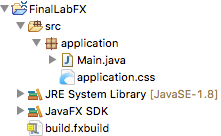 FinalLabFX
src
application
Main.java
application.css
JRE System Library [JavaSE-1.8]
JavaFX SDK
build.fxbuild